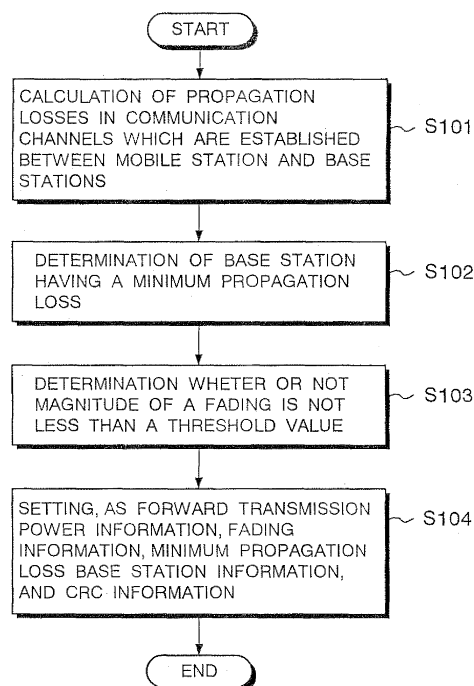 START
CALCULATION OF PROPAGATION
LOSSES IN COMMUNICATION
CHANNELS WHICH ARE ESTABLISHED
BETWEEN MOBILE STATION AND BASE
STATIONS
S101
DETERMINATION OF BASE STATION
HAVING A MINIMUM PROPAGATION
LOSS
S102
DETERMINATION WHETER OR NOT
MAGNITUDE OF A FADING IS NOT
LESS THAN A THRESHOLD VALUE
S103
SETTING, AS FORWARD TRANSMISSION
POWER INFORMATION, FADING
INFORMATION, MINIMUM PROPAGATION
LOSS BASE STATION INFORMATION,
AND CRC INFORMATION
S104
END